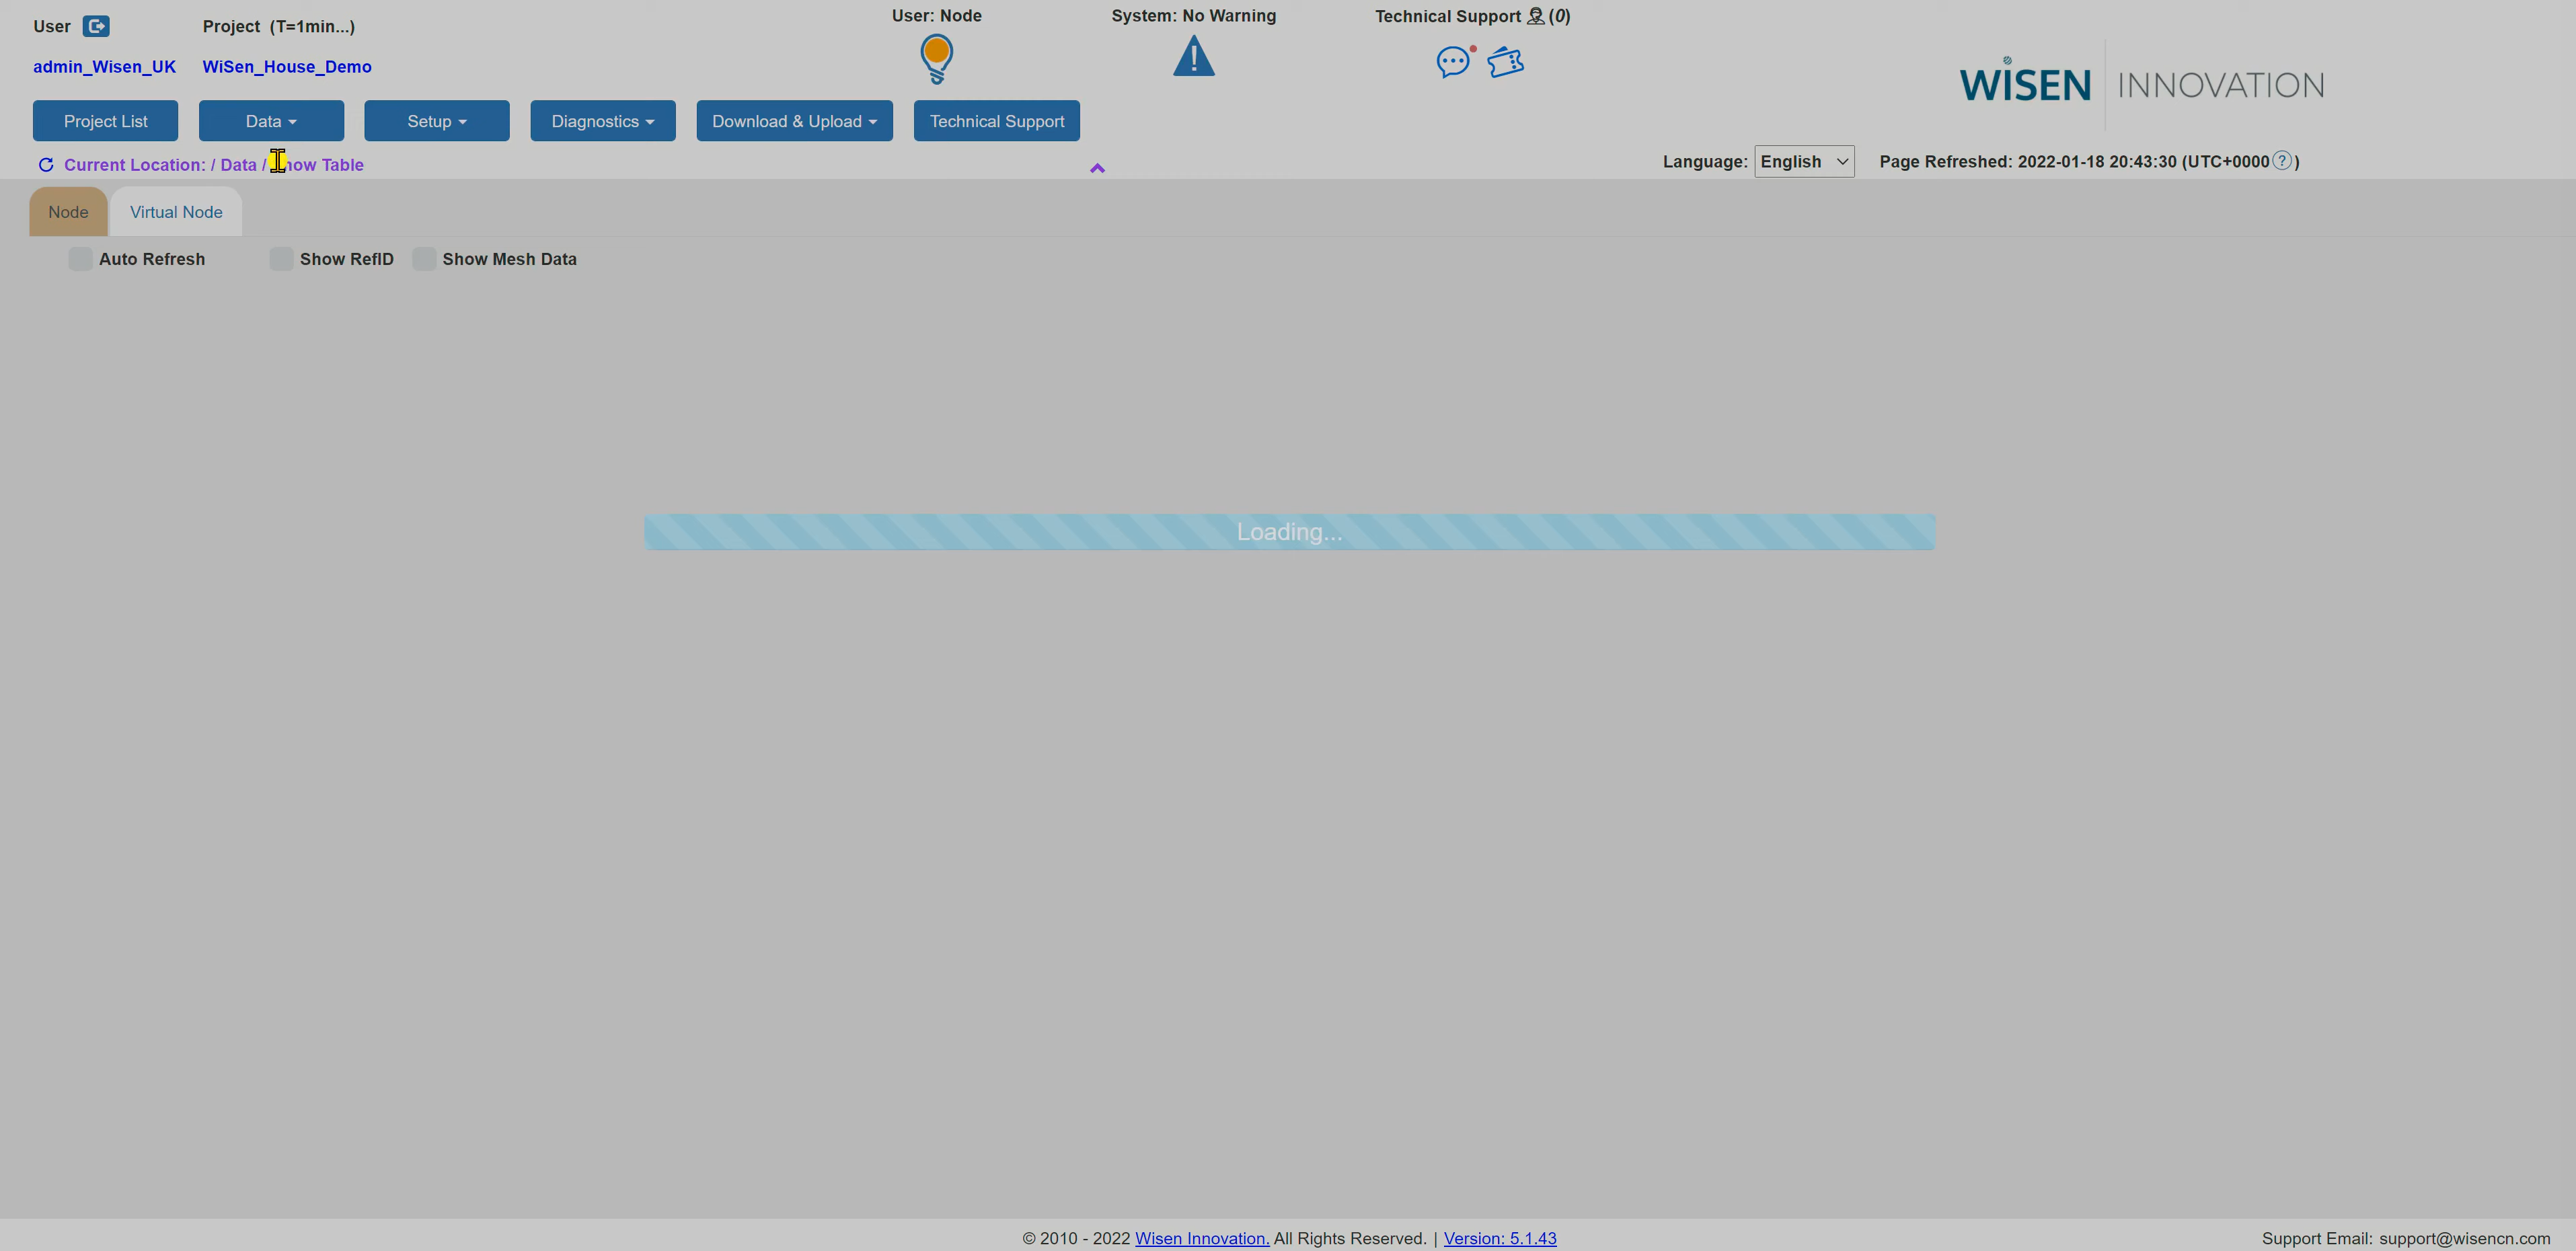 User
Project (T=1min...)
User: Node
System: No Warning
Technical Support (0)
admin_Wisen_UK
WiSen_House_Demo
WiSEN INNOVATION
Project List
Data
Setup
Diagnostics
Download & Upload
Technical Support
Current Location: / Data / Show Table
Language: English
Page Refreshed: 2022-01-18 20:43:30 (UTC+0000 ? )
Node
Virtual Node
Auto Refresh
Show RefID
Show Mesh Data
Loading...
© 2010 - 2022 Wisen Innovation. All Rights Reserved. | Version: 5.1.43
Support Email: support@wisencn.com